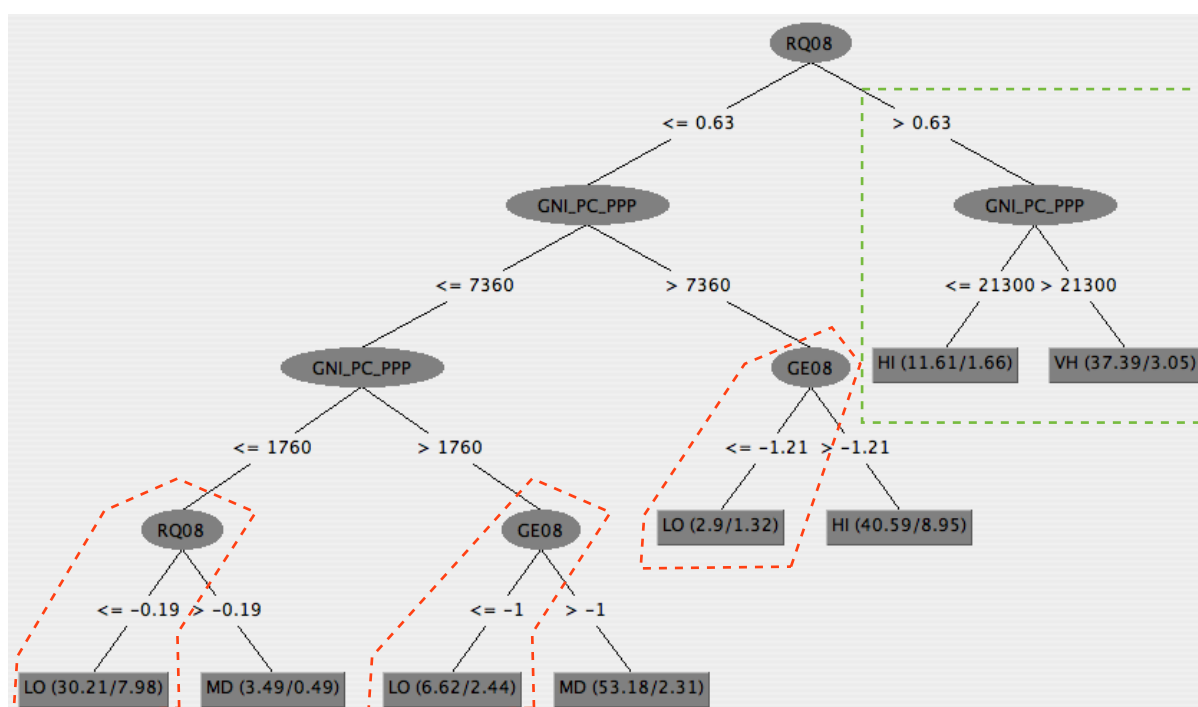 RQ08
<= 0.63
> 0.63
GNI_PC_PPP
GNI_PC_PPP
<= 7360
> 7360
<= 21300
> 21300
GNI_PC_PPP
GE08
HI (11.61/1.66)
VH (37.39/3.05)
<= 1760
> 1760
<= -1.21
> -1.21
RQ08
GE08
LO (2.9/1.32)
HI (40.59/8.95)
<= -0.19
> -0.19
<= -1
> -1
LO (30.21/7.98)
MD (3.49/0.49)
LO (6.62/2.44)
MD (53.18/2.31)